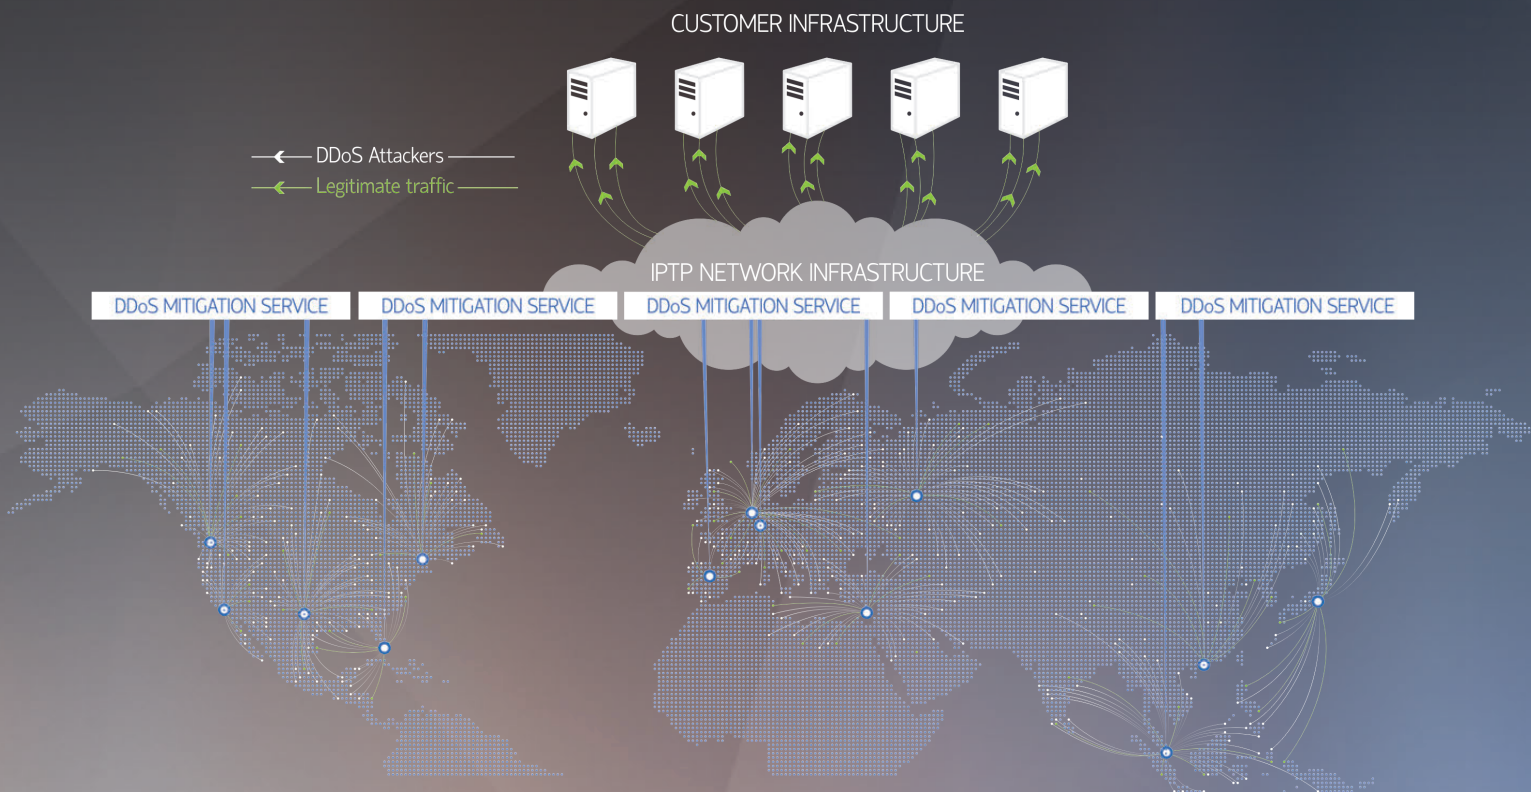 CUSTOMER INFRASTRUCTURE
DDoS Attackers
Legitimate traffic
IPTP NETWORK INFRASTRUCTURE
DDoS MITIGATION SERVICE
DDoS MITIGATION SERVICE
DDoS MITIGATION SERVICE
DDoS MITIGATION SERVICE
DDoS MITIGATION SERVICE